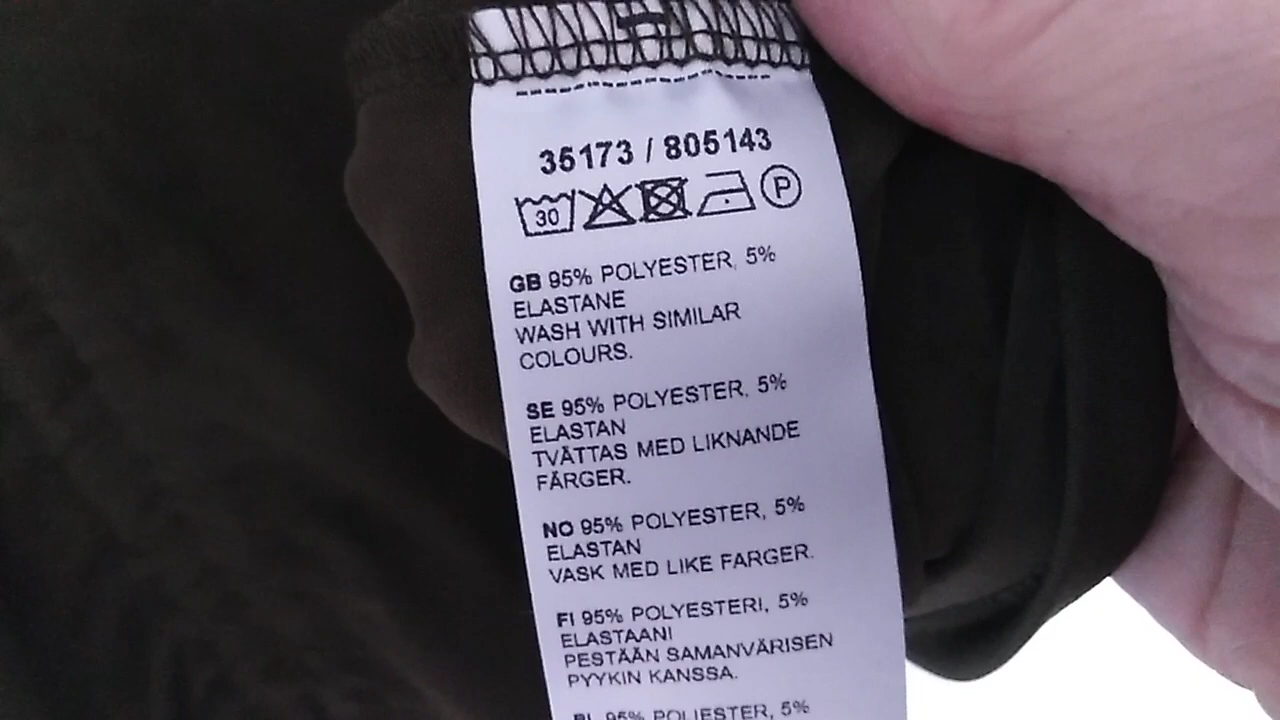 35173 / 805143
30 P
GB 95% POLYESTER, 5%
ELASTANE
WASH WITH SIMILAR
COLOURS.
SE 95% POLYESTER, 5%
ELASTAN
TVÄTTAS MED LIKNANDE
FÄRGER.
NO 95% POLYESTER, 5%
ELASTAN
VASK MED LIKE FARGER.
FI 95% POLYESTERI, 5%
ELASTAANI
PESTÄÄN SAMANVÄRISEN
PYYKIN KANSSA.
PL 95% POLIESTER, 5%